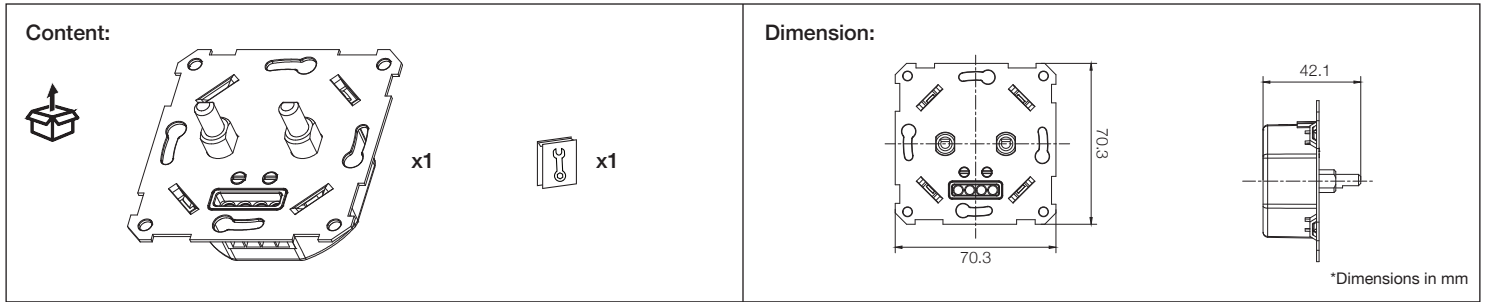 Content:
x1
x1
Dimension:
70.3
70.3
42.1
*Dimensions in mm